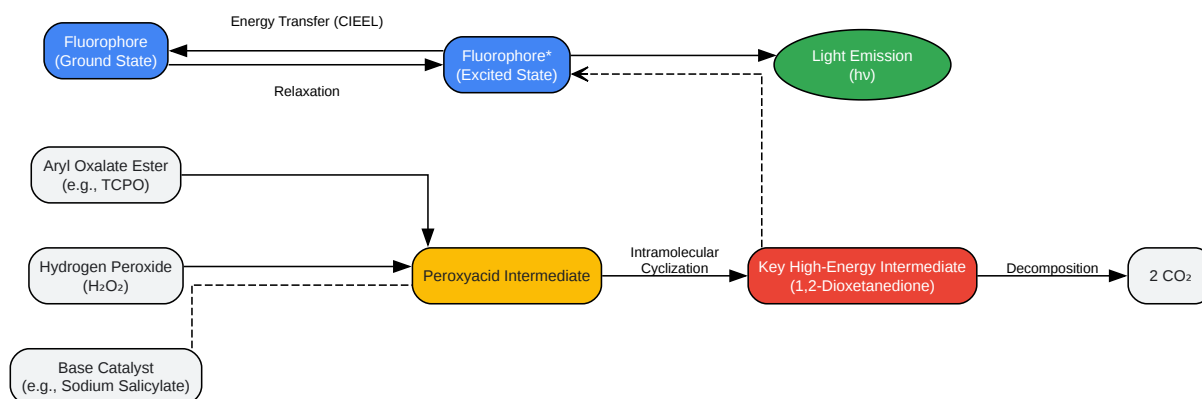 Energy Transfer (CIEEL)
Fluorophore
(Ground State)
Fluorophore*
(Excited State)
Light Emission
(hν)
Relaxation
Aryl Oxalate Ester
(e.g., TCPO)
Hydrogen Peroxide
(H₂O₂)
Peroxyacid Intermediate
Intramolecular
Cyclization
Key High-Energy Intermediate
(1,2-Dioxetanedione)
Decomposition
2 CO₂
Base Catalyst
(e.g., Sodium Salicylate)